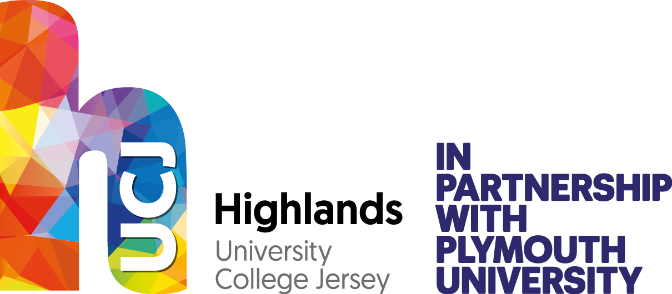 UCJ
Highlands
University
College Jersey
IN
PARTNERSHIP
WITH
PLYMOUTH
UNIVERSITY